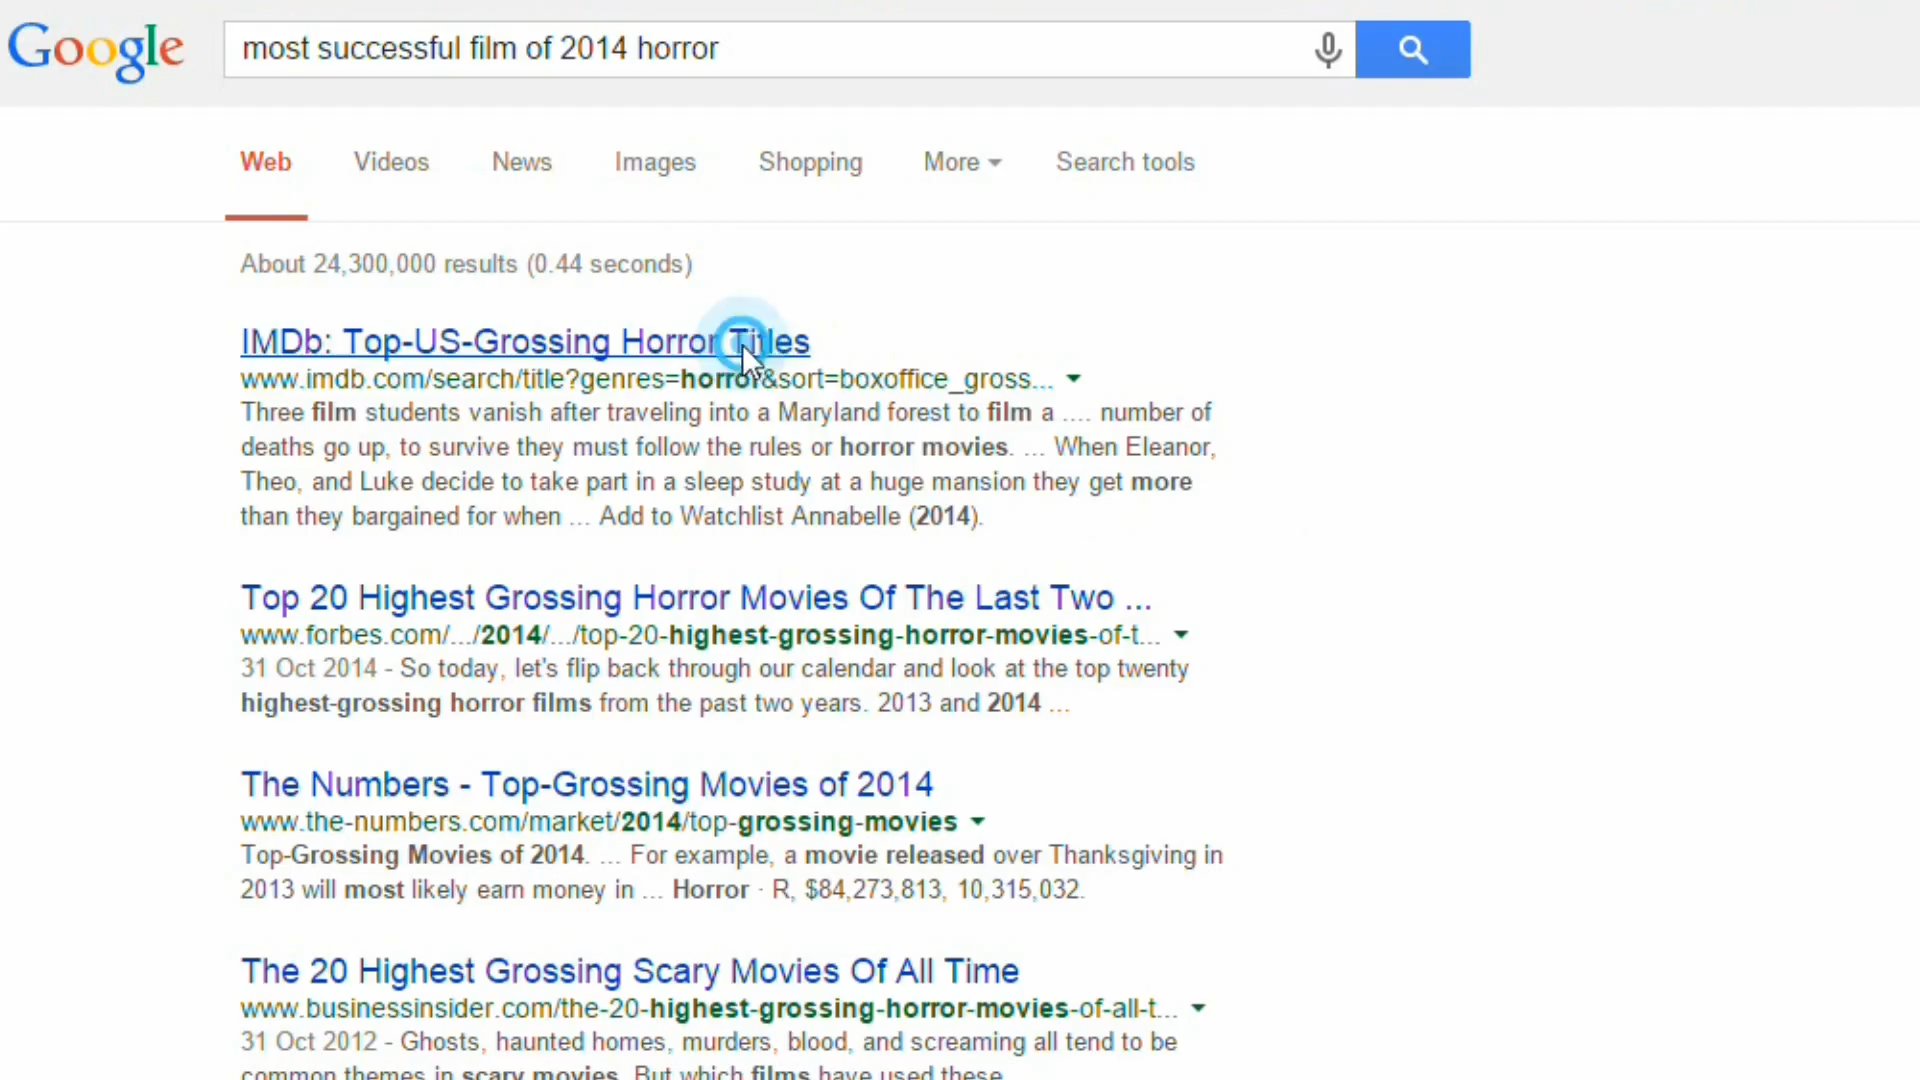 Google
most successful film of 2014 horror
Web Videos News Images Shopping More Search tools
About 24,300,000 results (0.44 seconds)
IMDb: Top-US-Grossing Horror Titles
www.imdb.com/search/title?genres=horror&sort=boxoffice_gross...
Three film students vanish after traveling into a Maryland forest to film a .... number of
deaths go up, to survive they must follow the rules or horror movies. ... When Eleanor,
Theo, and Luke decide to take part in a sleep study at a huge mansion they get more
than they bargained for when ... Add to Watchlist Annabelle (2014).
Top 20 Highest Grossing Horror Movies Of The Last Two ...
www.forbes.com/.../2014/.../top-20-highest-grossing-horror-movies-of-t...
31 Oct 2014 - So today, let's flip back through our calendar and look at the top twenty
highest-grossing horror films from the past two years. 2013 and 2014 ...
The Numbers - Top-Grossing Movies of 2014
www.the-numbers.com/market/2014/top-grossing-movies
Top-Grossing Movies of 2014. ... For example, a movie released over Thanksgiving in
2013 will most likely earn money in ... Horror · R, $84,273,813, 10,315,032.
The 20 Highest Grossing Scary Movies Of All Time
www.businessinsider.com/the-20-highest-grossing-horror-movies-of-all-t...
31 Oct 2012 - Ghosts, haunted homes, murders, blood, and screaming all tend to be
common themes in scary movies. But which films have used these